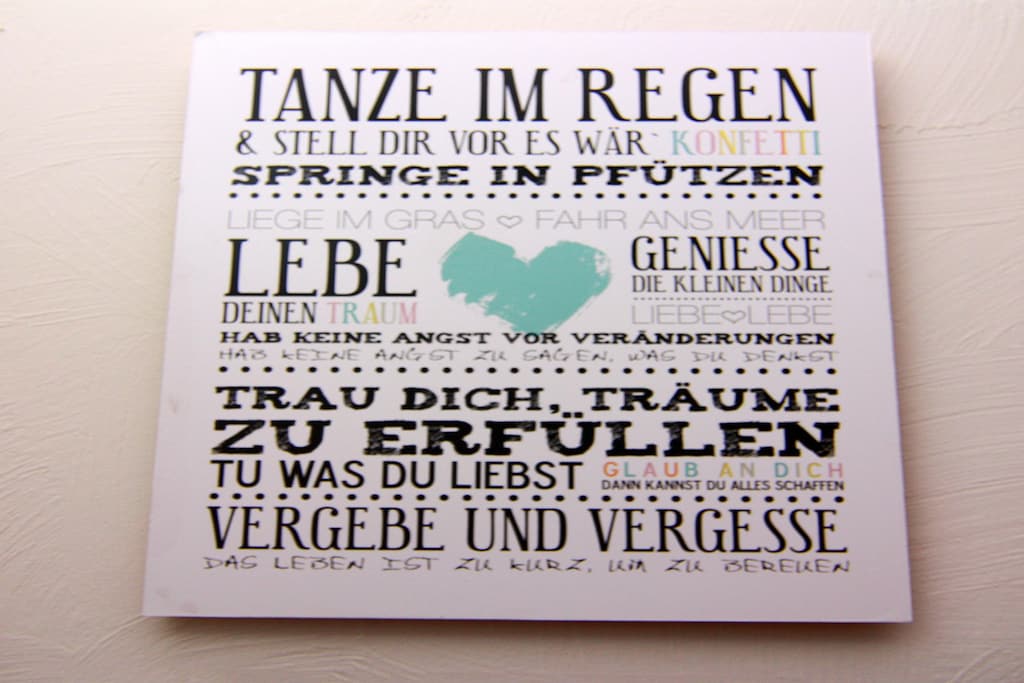 TANZE IM REGEN
& STELL DIR VOR ES WÄR` KONFETTI
SPRINGE IN PFÜTZEN
LIEGE IM GRAS ♡ FAHR ANS MEER
LEBE
DEINEN TRAUM
GENIESSE
DIE KLEINEN DINGE
LIEBE♡LEBE
HAB KEINE ANGST VOR VERÄNDERUNGEN
HAB KEINE ANGST ZU SAGEN, WAS DU DENKST
TRAU DICH, TRÄUME
ZU ERFÜLLEN
TU WAS DU LIEBST
GLAUB AN DICH
DANN KANNST DU ALLES SCHAFFEN
VERGEBE UND VERGESSE
DAS LEBEN IST ZU KURZ, UM ZU BEREUEN